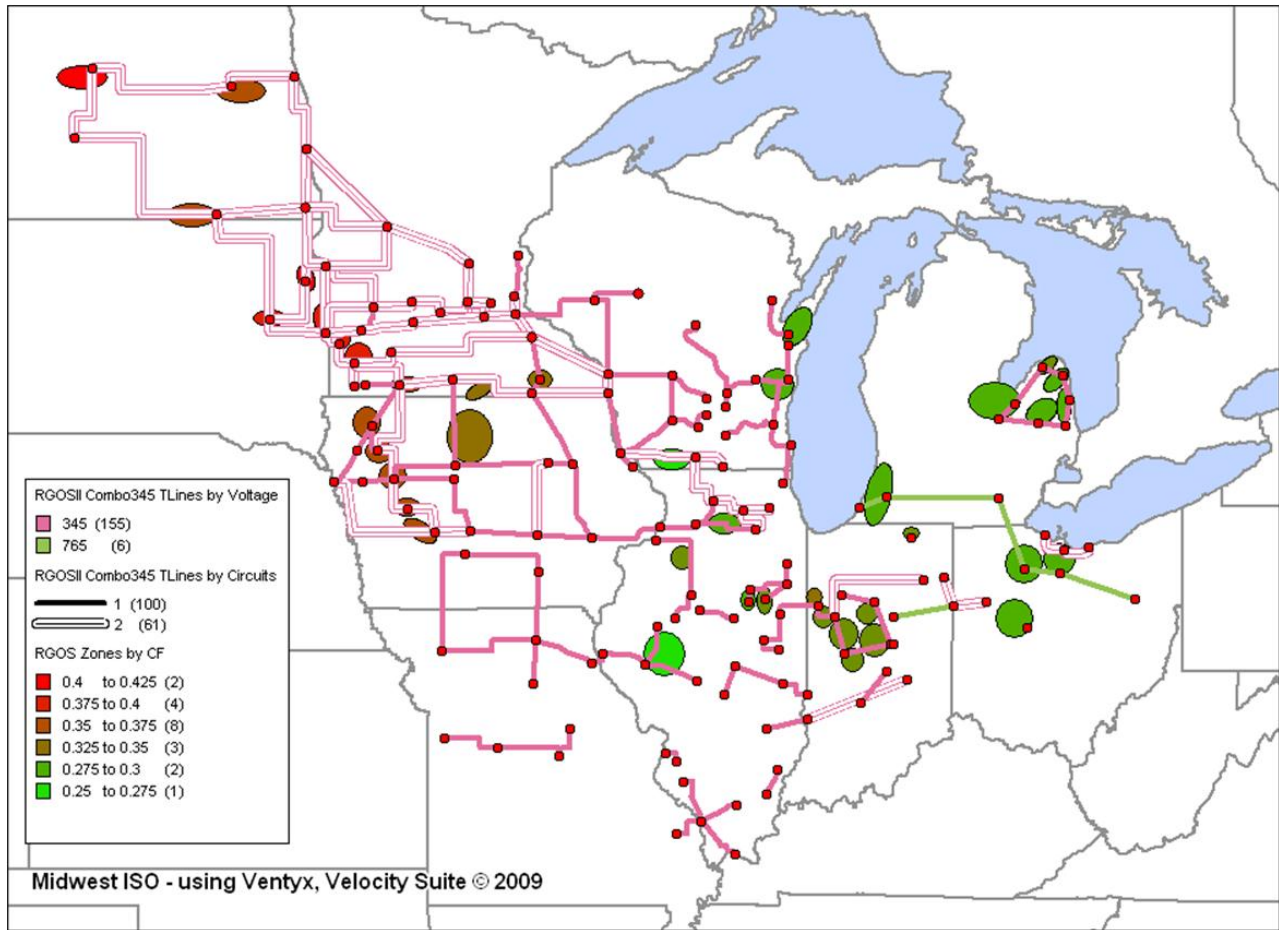 RGOSII Combo345 TLines by Voltage
345 (155)
765 (6)
RGOSII Combo345 TLines by Circuits
1 (100)
2 (61)
RGOS Zones by CF
0.4 to 0.425 (2)
0.375 to 0.4 (4)
0.35 to 0.375 (8)
0.325 to 0.35 (3)
0.275 to 0.3 (2)
0.25 to 0.275 (1)
Midwest ISO - using Ventyx, Velocity Suite © 2009